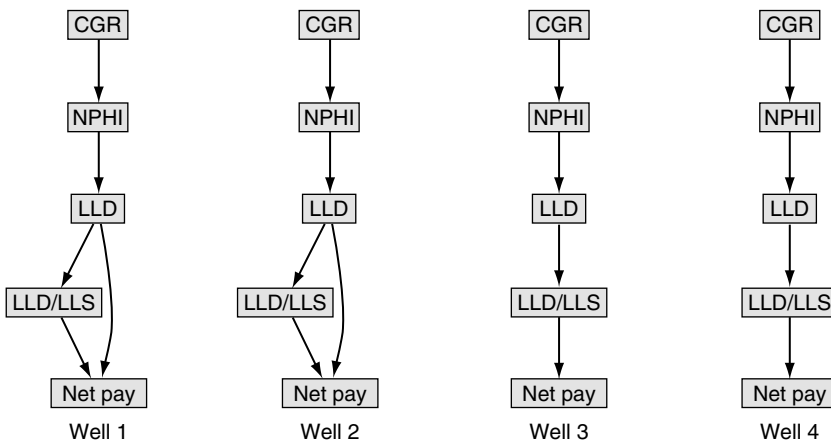 CGR
NPHI
LLD
LLD/LLS
Net pay
Well 1
CGR
NPHI
LLD
LLD/LLS
Net pay
Well 2
CGR
NPHI
LLD
LLD/LLS
Net pay
Well 3
CGR
NPHI
LLD
LLD/LLS
Net pay
Well 4